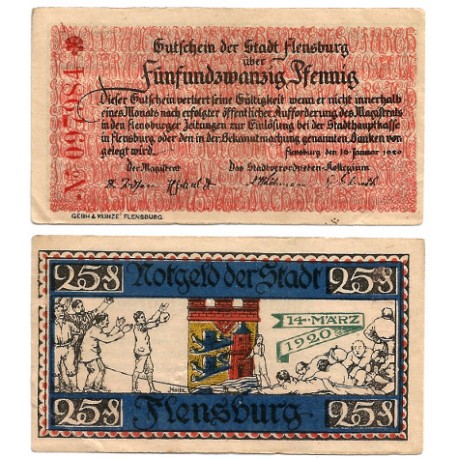 Gutschein der Stadt Flensburg
über
Fünfundzwanzig Pfennig
Dieser Gutschein verliert seine Gültigkeit wenn er nicht innerhalb
eines Monats nach erfolgter öffentlicher Aufforderung des Magistrats
in den flensburger Zeitungen zur Einlösung bei der Stadthauptkasse
in flensburg oder den in der Bekanntmachung genannten Banken vor-
gelegt wird.
flensburg den 16 Januar 1920
Der Magistrat Das Stadtverordneten-Kollegium
No 097984
GEBH & KUNZE FLENSBURG.
25₰ Notgeld der Stadt 25₰
14·MÄRZ
1920
25₰ Flensburg 25₰